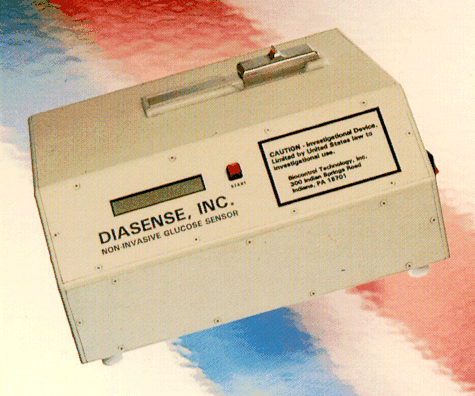 CAUTION - Investigational Device.
Limited by United States law to
investigational use.
Biocontrol Technology, Inc.
300 Indian Springs Road
Indiana, PA 15701
START
DIASENSE, INC.
NON-INVASIVE GLUCOSE SENSOR